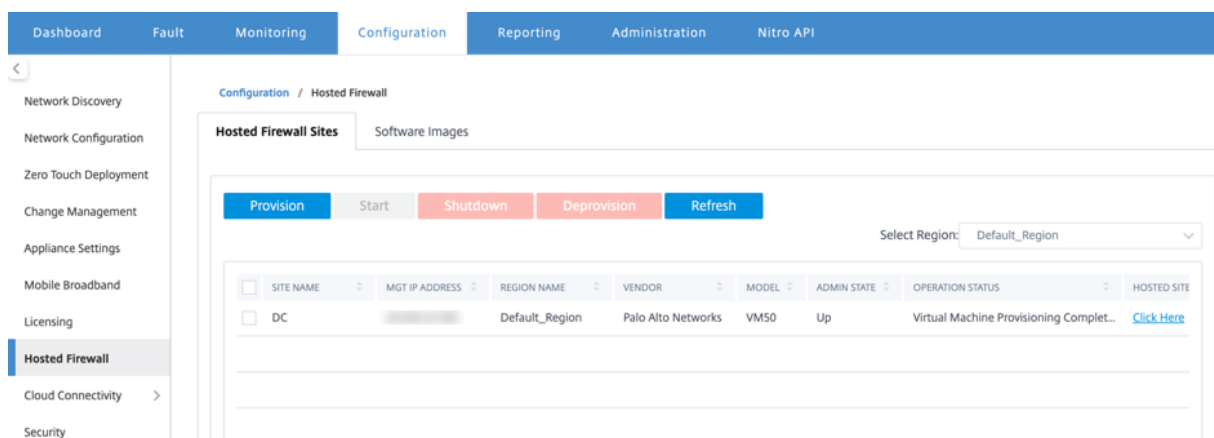 Dashboard Fault Monitoring Configuration Reporting Administration Nitro API
Network Discovery
Network Configuration
Zero Touch Deployment
Change Management
Appliance Settings
Mobile Broadband
Licensing
Hosted Firewall
Cloud Connectivity
Security
Configuration / Hosted Firewall
Hosted Firewall Sites Software Images
Provision Start Shutdown Deprovision Refresh
Select Region: Default_Region
SITE NAME MGT IP ADDRESS REGION NAME VENDOR MODEL ADMIN STATE OPERATION STATUS HOSTED SITE
DC Default_Region Palo Alto Networks VM50 Up Virtual Machine Provisioning Complet... Click Here